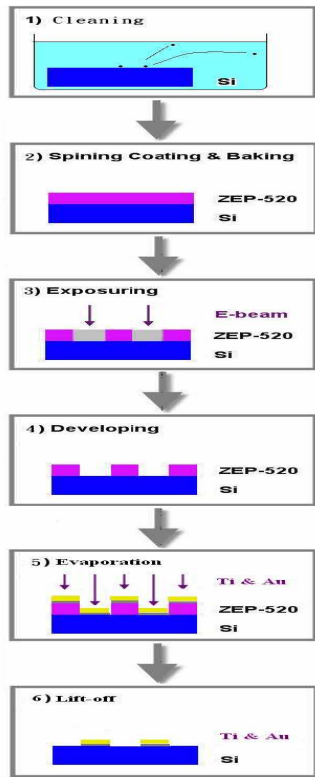 1) Cleaning
Si
2) Spining Coating & Baking
ZEP-520
Si
3) Exposuring
E-beam
ZEP-520
Si
4) Developing
ZEP-520
Si
5) Evaporation
Ti & Au
ZEP-520
Si
6) Lift-off
Ti & Au
Si